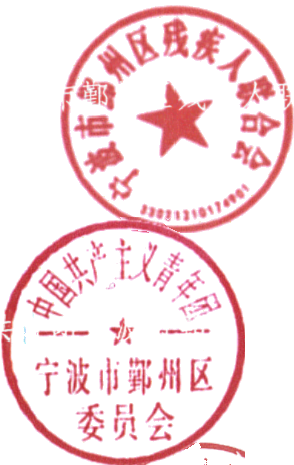 宁波市鄞州区残疾人联合会
中国共产主义青年团
宁波市鄞州区
委员会